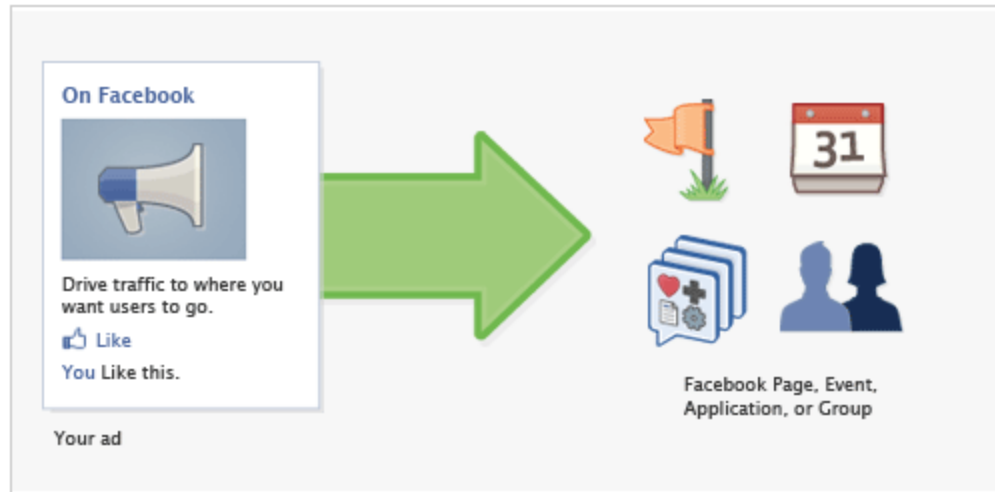 On Facebook
Drive traffic to where you
want users to go.
Like
You Like this.
Your ad
31
Facebook Page, Event,
Application, or Group